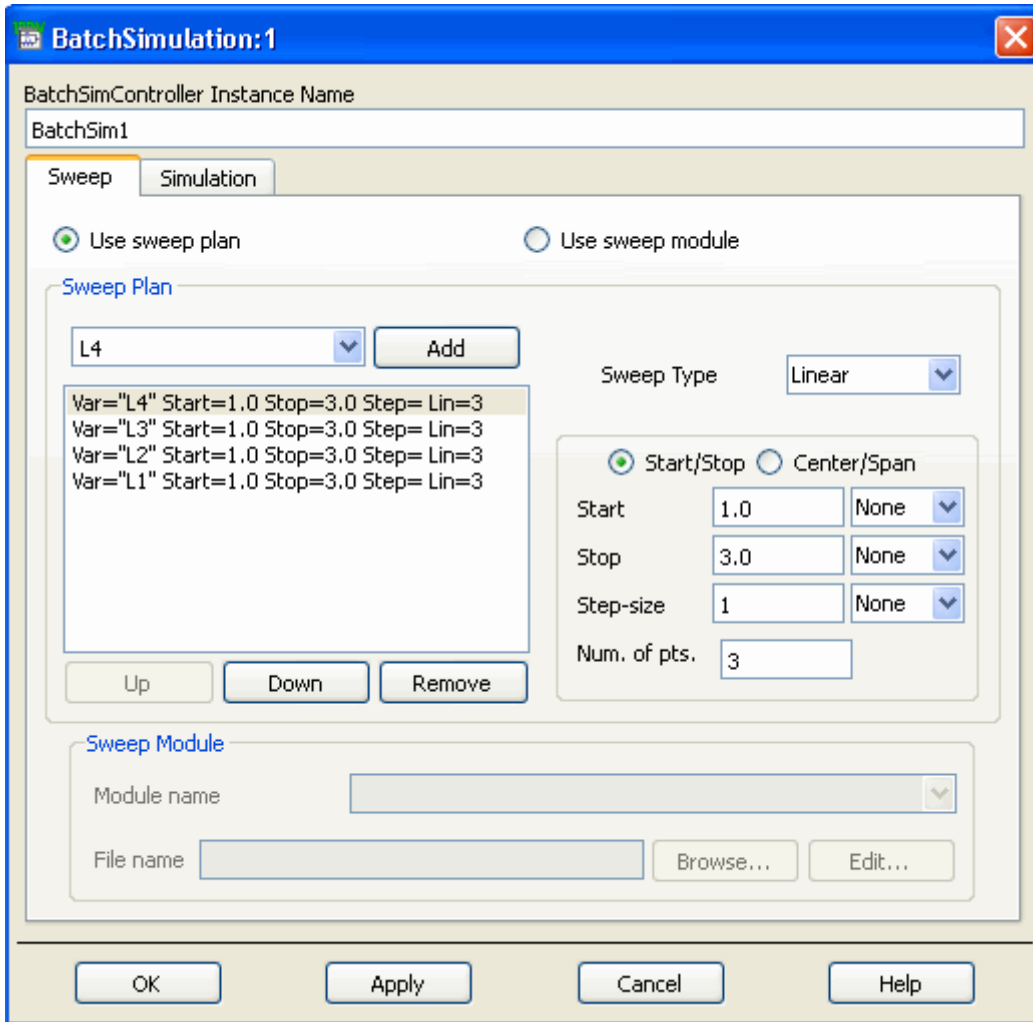 BatchSimulation:1
BatchSimController Instance Name
BatchSim1
Sweep Simulation
Use sweep plan Use sweep module
Sweep Plan
L4 Add
Sweep Type Linear
Var="L4" Start=1.0 Stop=3.0 Step= Lin=3
Var="L3" Start=1.0 Stop=3.0 Step= Lin=3
Var="L2" Start=1.0 Stop=3.0 Step= Lin=3
Var="L1" Start=1.0 Stop=3.0 Step= Lin=3
Start/Stop Center/Span
Start 1.0 None
Stop 3.0 None
Step-size 1 None
Num. of pts. 3
Up Down Remove
Sweep Module
Module name
File name Browse... Edit...
OK Apply Cancel Help